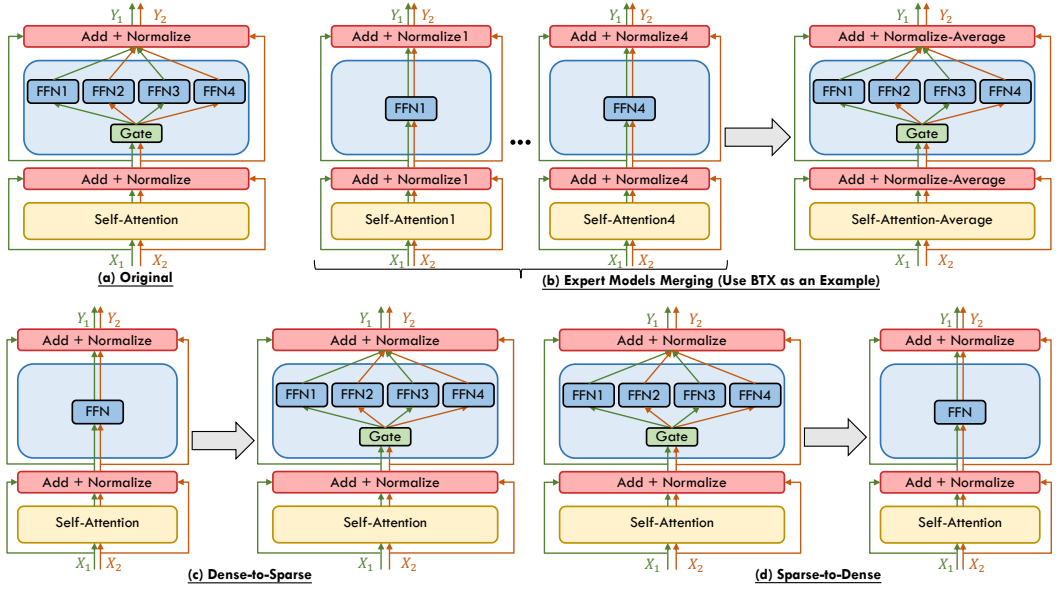 Y₁ Y₂
Add + Normalize
FFN1 FFN2 FFN3 FFN4
Gate
Add + Normalize
Self-Attention
X₁ X₂
(a) Original
Y₁ Y₂
Add + Normalize1
FFN1
Add + Normalize1
Self-Attention1
X₁ X₂
...
Y₁ Y₂
Add + Normalize4
FFN4
Add + Normalize4
Self-Attention4
X₁ X₂
Y₁ Y₂
Add + Normalize-Average
FFN1 FFN2 FFN3 FFN4
Gate
Add + Normalize-Average
Self-Attention-Average
X₁ X₂
(b) Expert Models Merging (Use BTX as an Example)
Y₁ Y₂
Add + Normalize
FFN
Add + Normalize
Self-Attention
X₁ X₂
Y₁ Y₂
Add + Normalize
FFN1 FFN2 FFN3 FFN4
Gate
Add + Normalize
Self-Attention
X₁ X₂
(c) Dense-to-Sparse
Y₁ Y₂
Add + Normalize
FFN1 FFN2 FFN3 FFN4
Gate
Add + Normalize
Self-Attention
X₁ X₂
Y₁ Y₂
Add + Normalize
FFN
Add + Normalize
Self-Attention
X₁ X₂
(d) Sparse-to-Dense